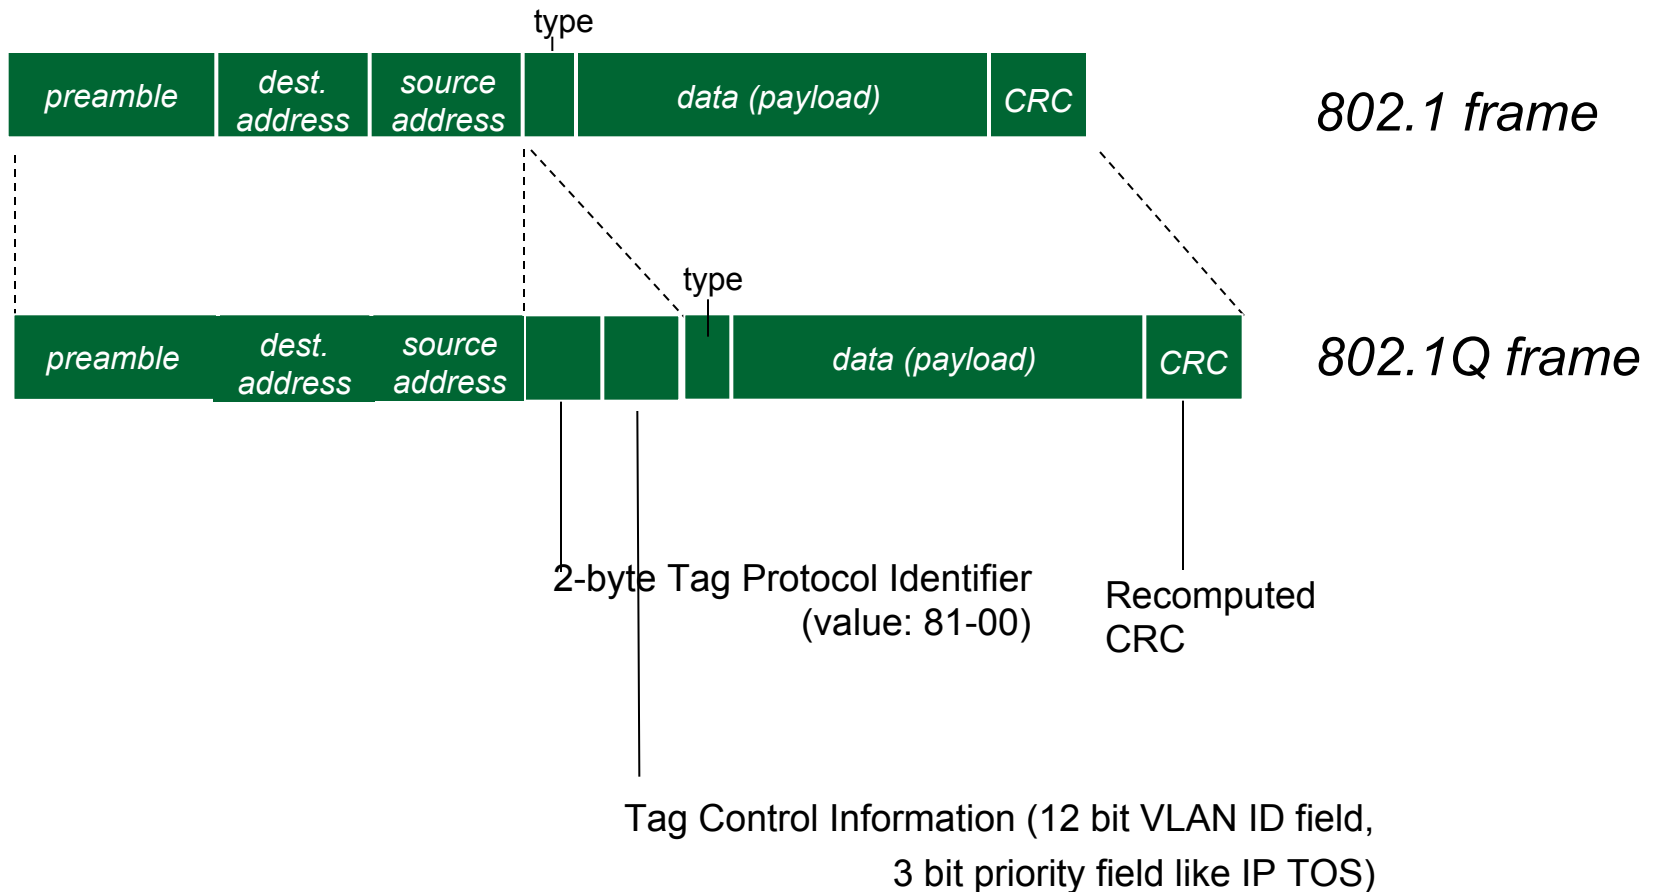 type
preamble
dest.
address
source
address
data (payload)
CRC
802.1 frame
type
preamble
dest.
address
source
address
data (payload)
CRC
802.1Q frame
2-byte Tag Protocol Identifier
(value: 81-00)
Recomputed
CRC
Tag Control Information (12 bit VLAN ID field,
3 bit priority field like IP TOS)